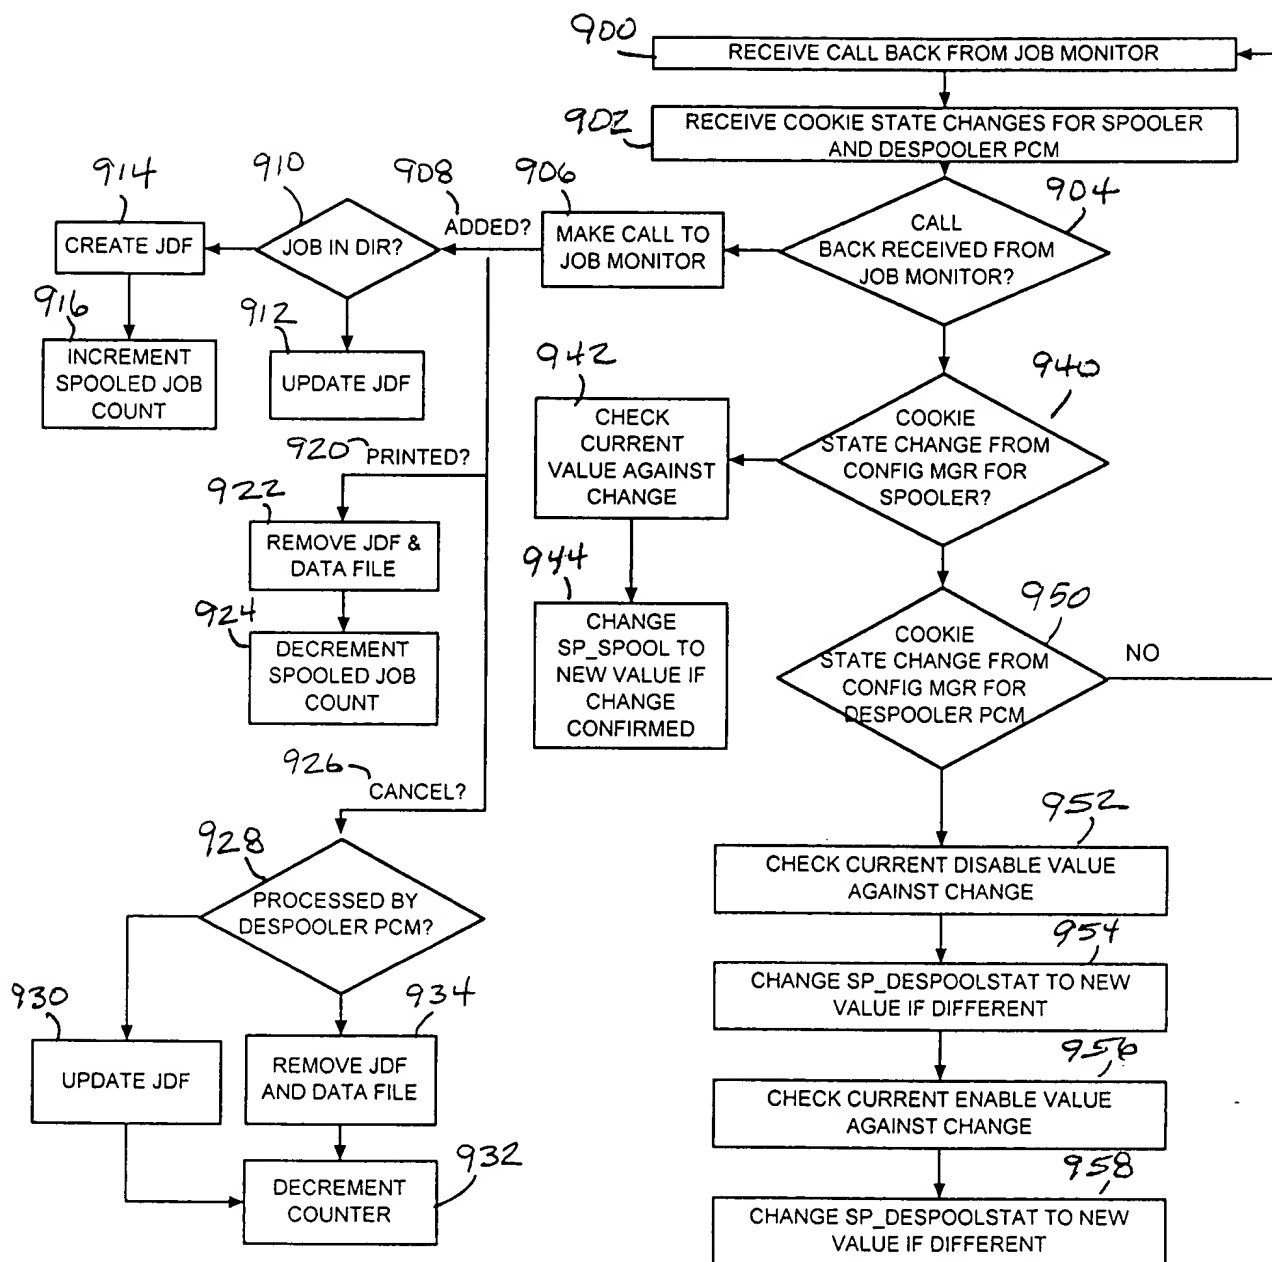 900
RECEIVE CALL BACK FROM JOB MONITOR
902
RECEIVE COOKIE STATE CHANGES FOR SPOOLER
AND DESPOOLER PCM
904
CALL
BACK RECEIVED FROM
JOB MONITOR?
906
MAKE CALL TO
JOB MONITOR
908
ADDED?
910
JOB IN DIR?
914
CREATE JDF
916
INCREMENT
SPOOLED JOB
COUNT
912
UPDATE JDF
920
PRINTED?
922
REMOVE JDF &
DATA FILE
924
DECREMENT
SPOOLED JOB
COUNT
926
CANCEL?
928
PROCESSED BY
DESPOOLER PCM?
930
UPDATE JDF
934
REMOVE JDF
AND DATA FILE
932
DECREMENT
COUNTER
940
COOKIE
STATE CHANGE FROM
CONFIG MGR FOR
SPOOLER?
942
CHECK
CURRENT
VALUE AGAINST
CHANGE
944
CHANGE
SP_SPOOL TO
NEW VALUE IF
CHANGE
CONFIRMED
950
COOKIE
STATE CHANGE FROM
CONFIG MGR FOR
DESPOOLER PCM
NO
952
CHECK CURRENT DISABLE VALUE
AGAINST CHANGE
954
CHANGE SP_DESPOOLSTAT TO NEW
VALUE IF DIFFERENT
956
CHECK CURRENT ENABLE VALUE
AGAINST CHANGE
958
CHANGE SP_DESPOOLSTAT TO NEW
VALUE IF DIFFERENT